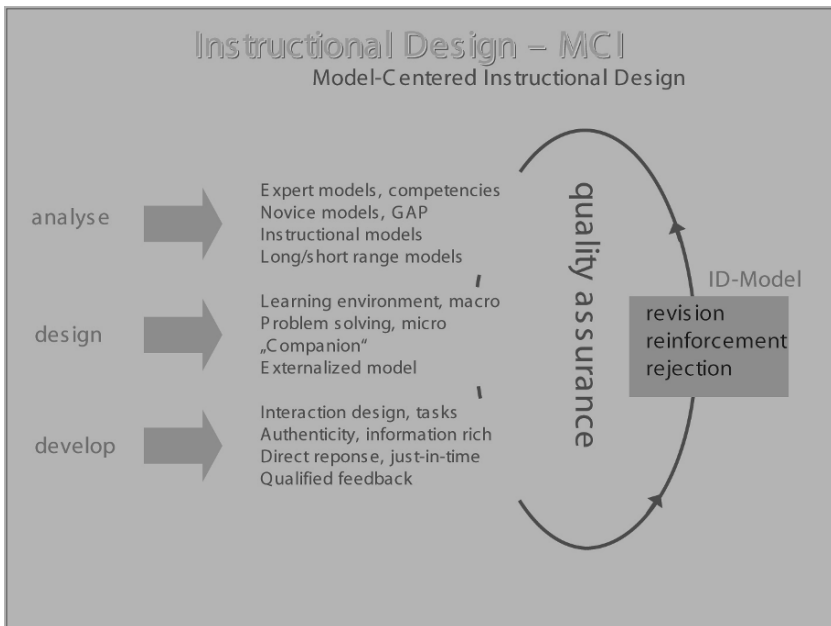 Instructional Design – MCI
Model-Centered Instructional Design
analyse
Expert models, competencies
Novice models, GAP
Instructional models
Long/short range models
design
Learning environment, macro
Problem solving, micro
„Companion“
Externalized model
develop
Interaction design, tasks
Authenticity, information rich
Direct reponse, just-in-time
Qualified feedback
quality assurance
ID-Model
revision
reinforcement
rejection